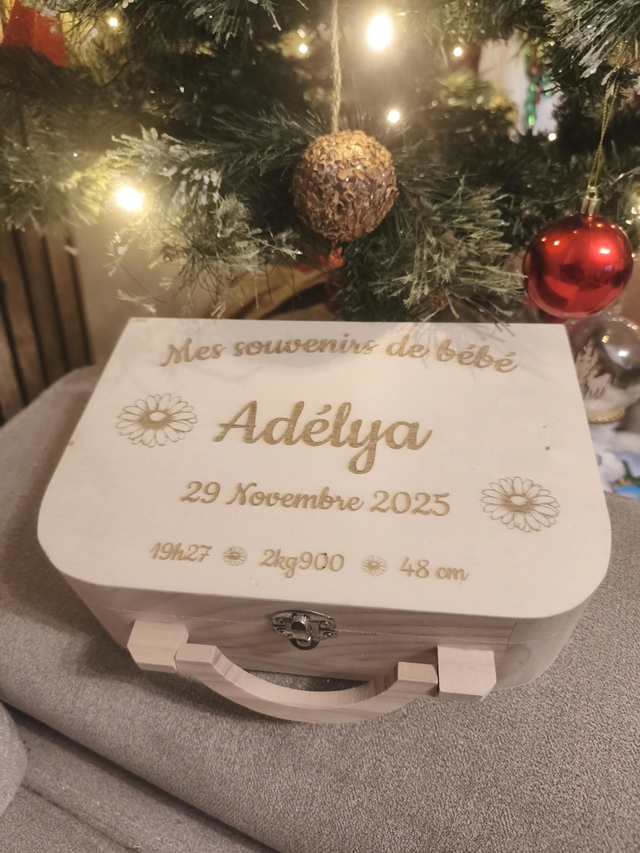 Mes souvenirs de bébé
Adélya
29 Novembre 2025
19h27 2kg900 48 cm